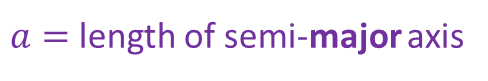 a = length of semi-major axis